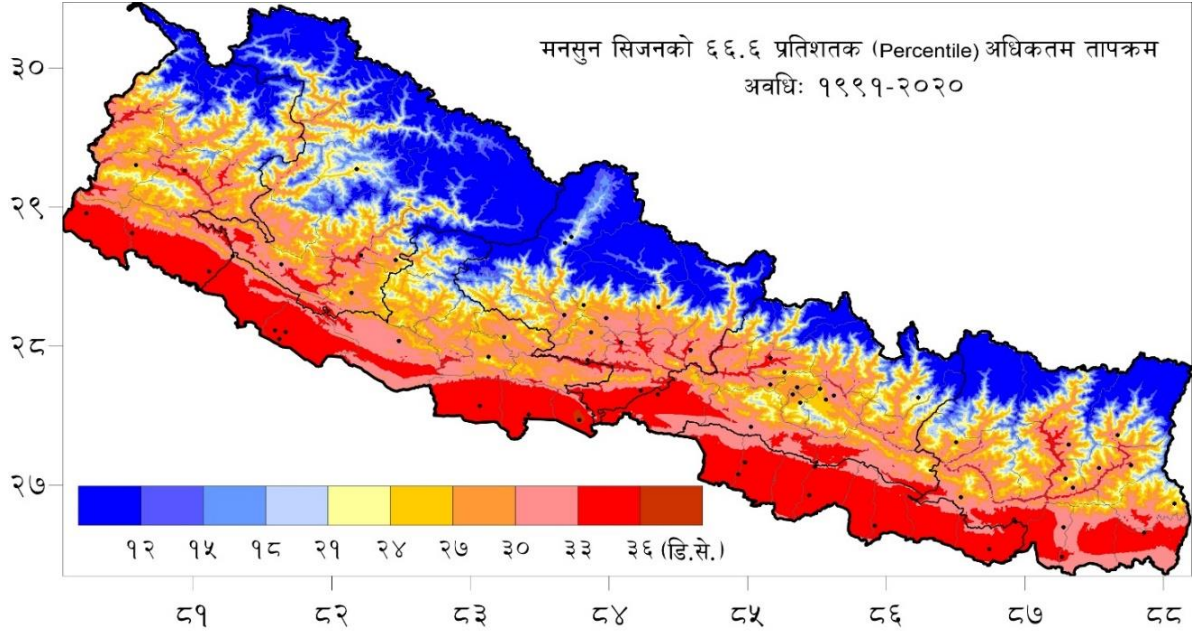 मनसुन सिजनको ६६.६ प्रतिशतक (Percentile) अधिकतम तापक्रम
अवधिः १९९१-२०२०
३०
२९
२८
२७
१२ १५ १८ २१ २४ २७ ३० ३३ ३६ (डि.से.)
८१ ८२ ८३ ८४ ८५ ८६ ८७ ८८